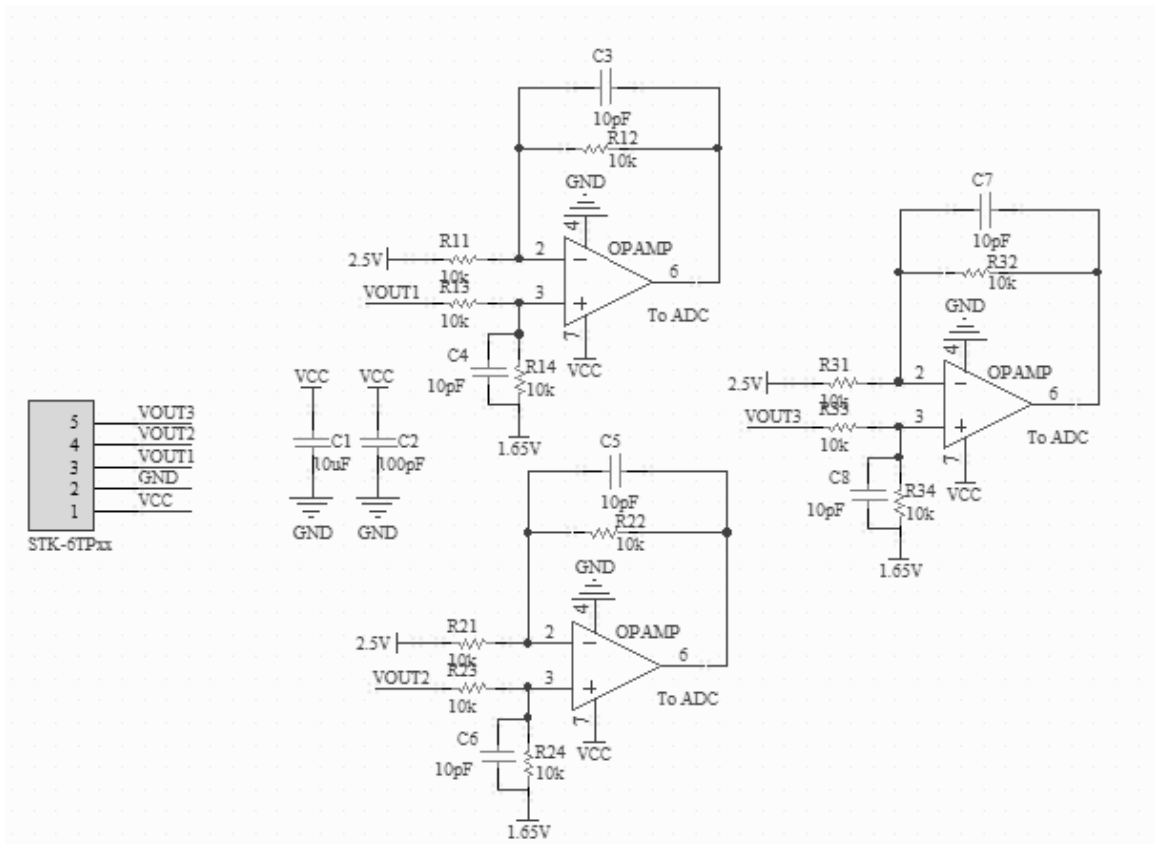 C3
10pF
R12
10k
GND
4
OPAMP
2.5V
R11
10k
2
6
VOUT1
R13
10k
3
To ADC
7
VCC
C4
10pF
R14
10k
1.65V
C7
10pF
R32
10k
GND
4
OPAMP
2.5V
R31
10k
2
6
VOUT3
R33
10k
3
To ADC
7
VCC
C8
10pF
R34
10k
1.65V
VCC
C1
10uF
GND
VCC
C2
100pF
GND
5 VOUT3
4 VOUT2
3 VOUT1
2 GND
1 VCC
STK-6TPxx
C5
10pF
R22
10k
GND
4
OPAMP
2.5V
R21
10k
2
6
VOUT2
R23
10k
3
To ADC
7
VCC
C6
10pF
R24
10k
1.65V